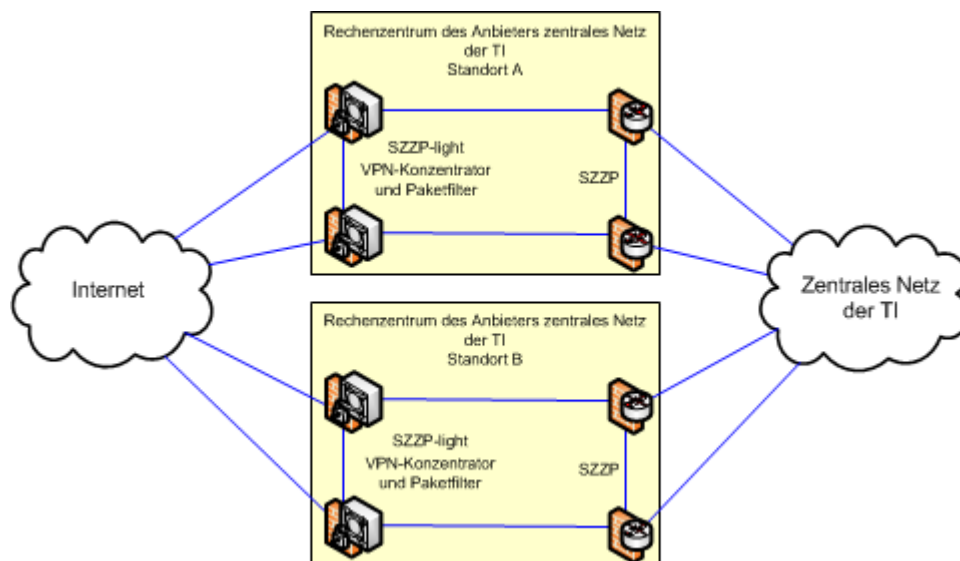 Rechenzentrum des Anbieters zentrales Netz
der TI
Standort A
SZZP-light
VPN-Konzentrator
und Paketfilter
SZZP
Internet
Zentrales Netz
der TI
Rechenzentrum des Anbieters zentrales Netz
der TI
Standort B
SZZP-light
VPN-Konzentrator
und Paketfilter
SZZP